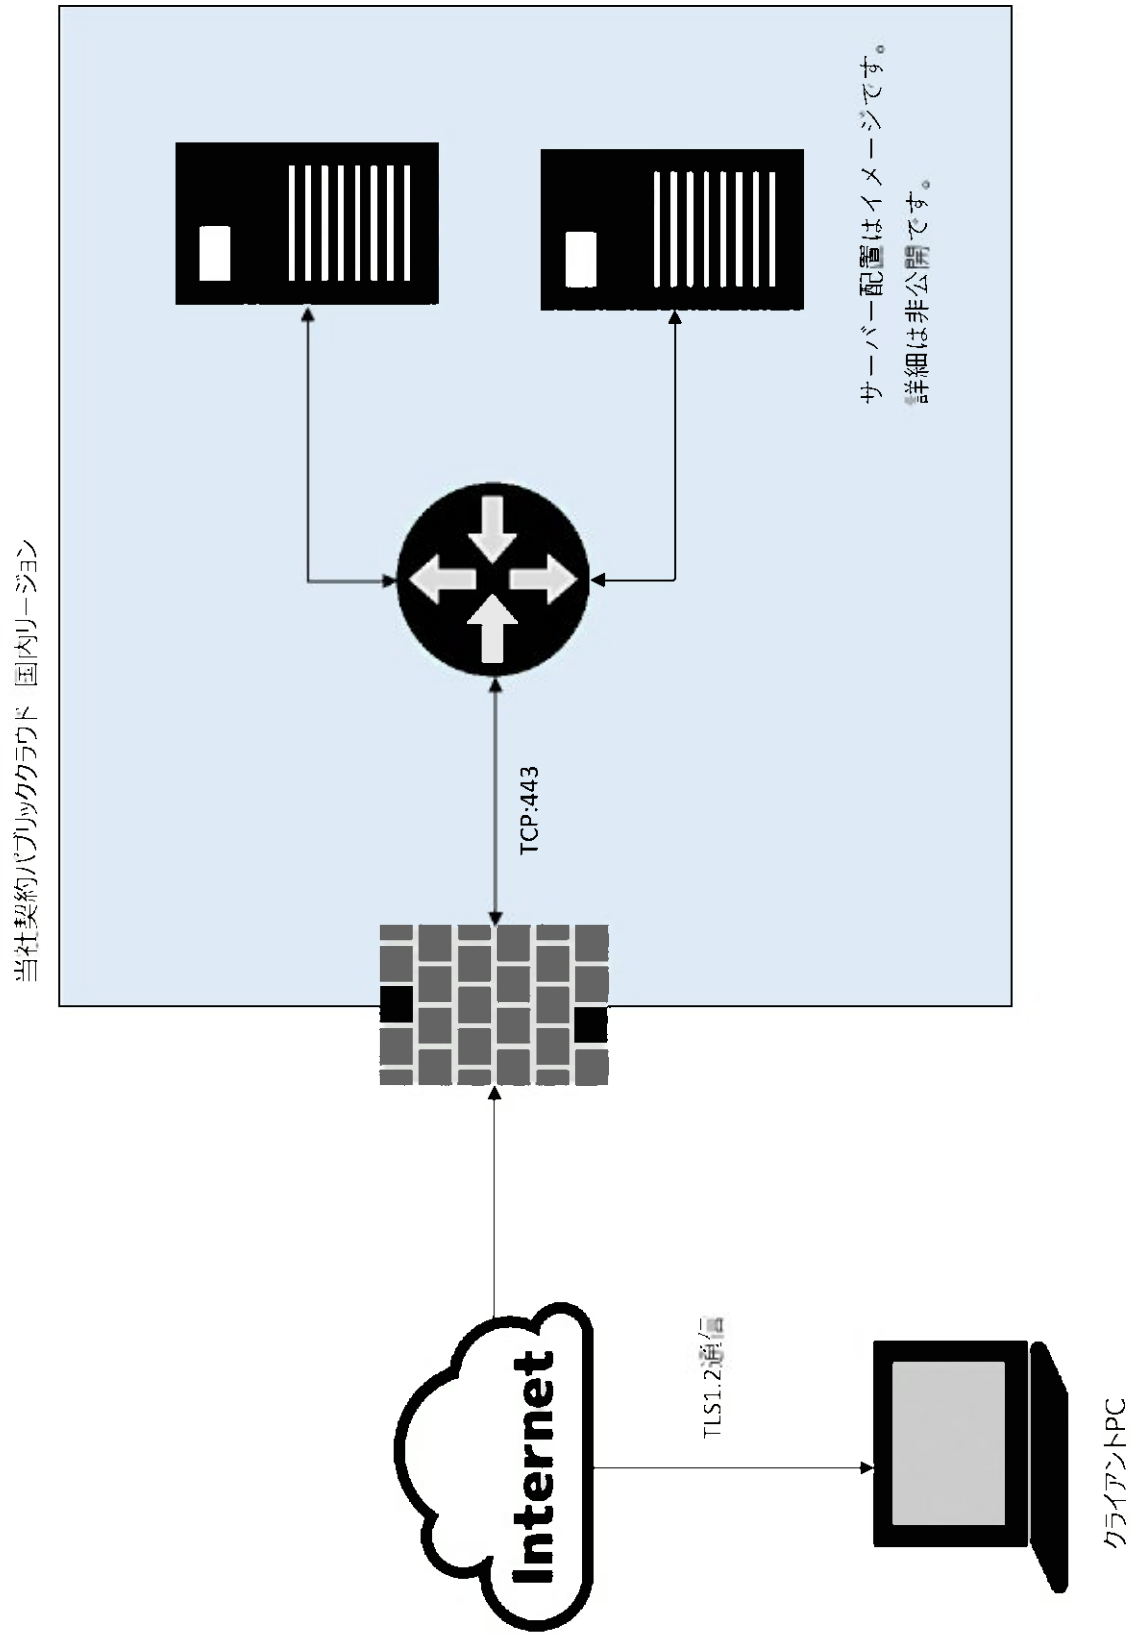 当社契約パブリッククラウド 国内リージョン
サーバー配置はイメージです。
詳細は非公開です。
TCP:443
Internet
TLS1.2通信
クライアントPC